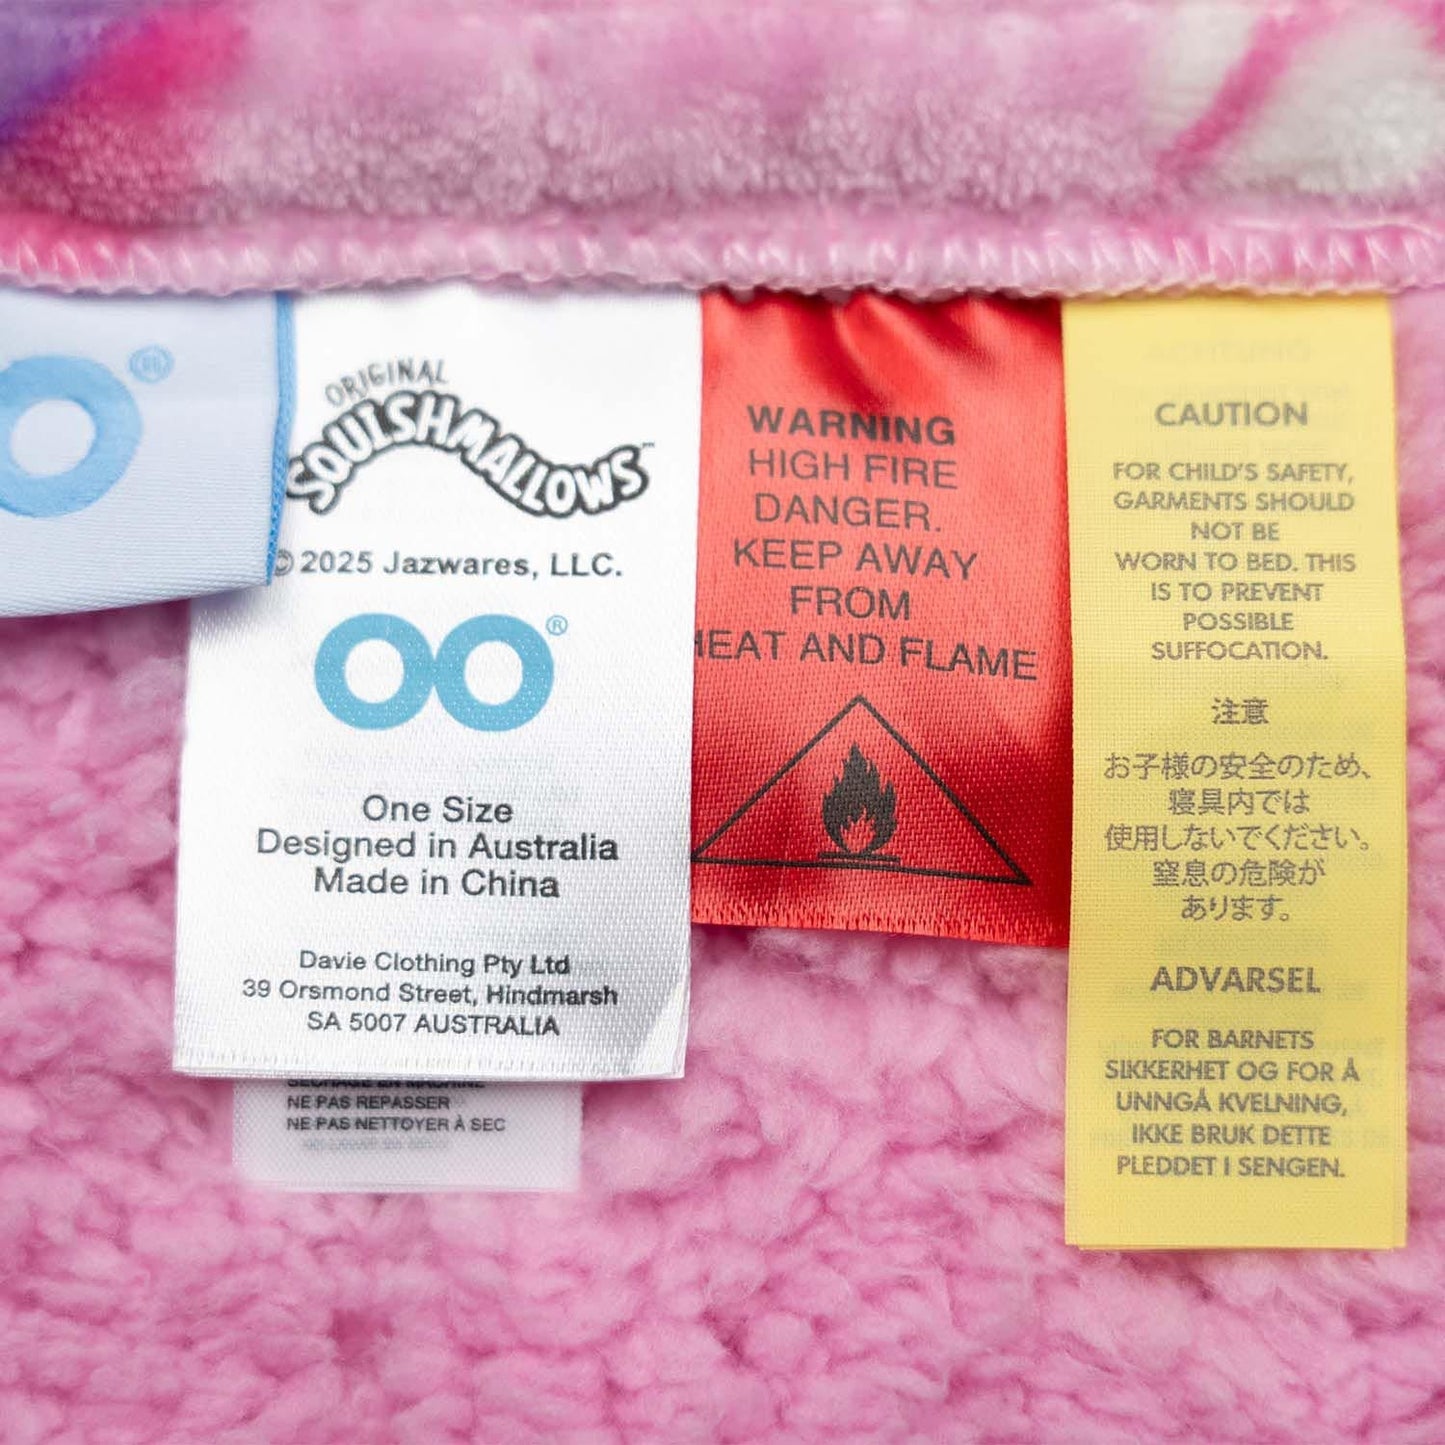 ®
ORIGINAL
SQUISHMALLOWS™
© 2025 Jazwares, LLC.
®
One Size
Designed in Australia
Made in China
Davie Clothing Pty Ltd
39 Orsmond Street, Hindmarsh
SA 5007 AUSTRALIA
SÉCHAGE EN MACHINE
NE PAS REPASSER
NE PAS NETTOYER À SEC
WARNING
HIGH FIRE
DANGER.
KEEP AWAY
FROM
HEAT AND FLAME
CAUTION
FOR CHILD'S SAFETY,
GARMENTS SHOULD
NOT BE
WORN TO BED. THIS
IS TO PREVENT
POSSIBLE
SUFFOCATION.
注意
お子様の安全のため、
寝具内では
使用しないでください。
窒息の危険が
あります。
ADVARSEL
FOR BARNETS
SIKKERHET OG FOR Å
UNNGÅ KVELNING,
IKKE BRUK DETTE
PLEDDET I SENGEN.